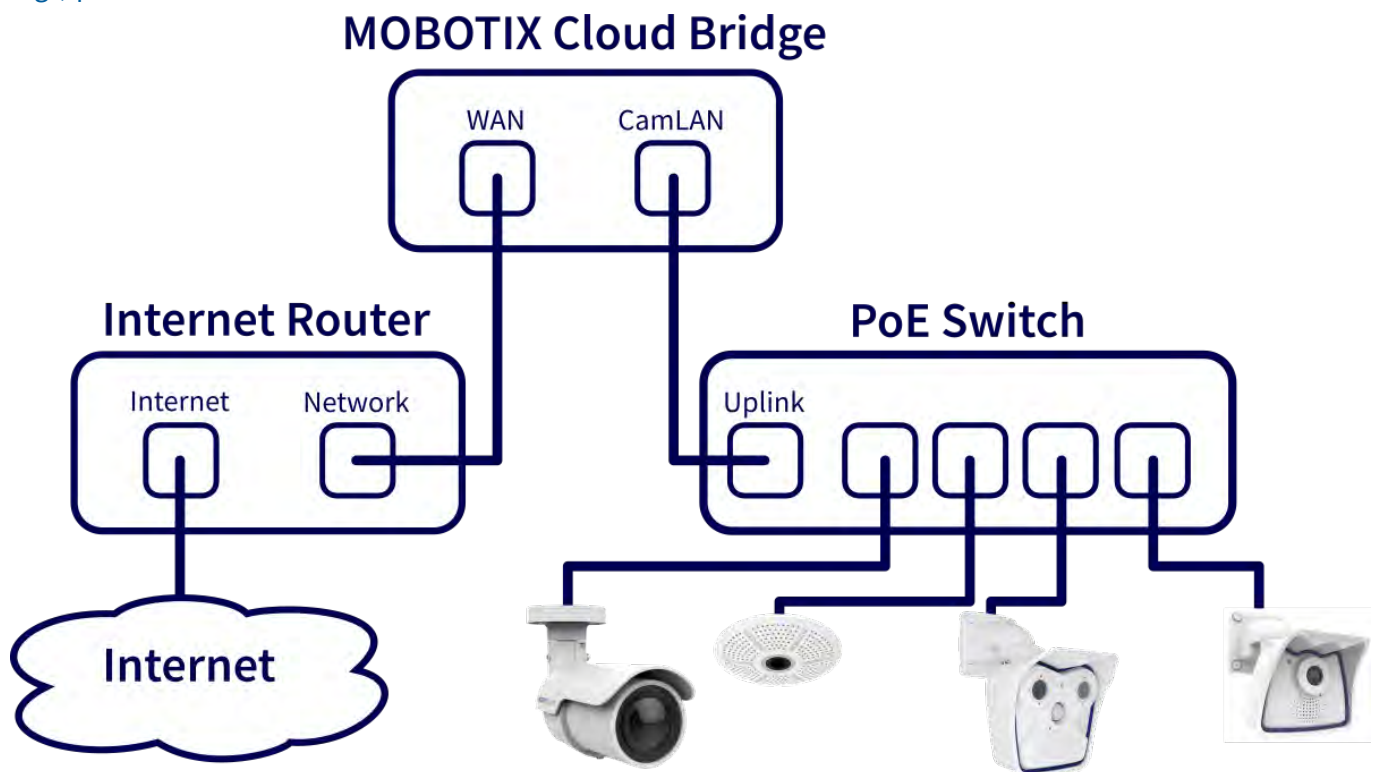 MOBOTIX Cloud Bridge
WAN CamLAN
Internet Router
PoE Switch
Internet Network
Uplink
Internet